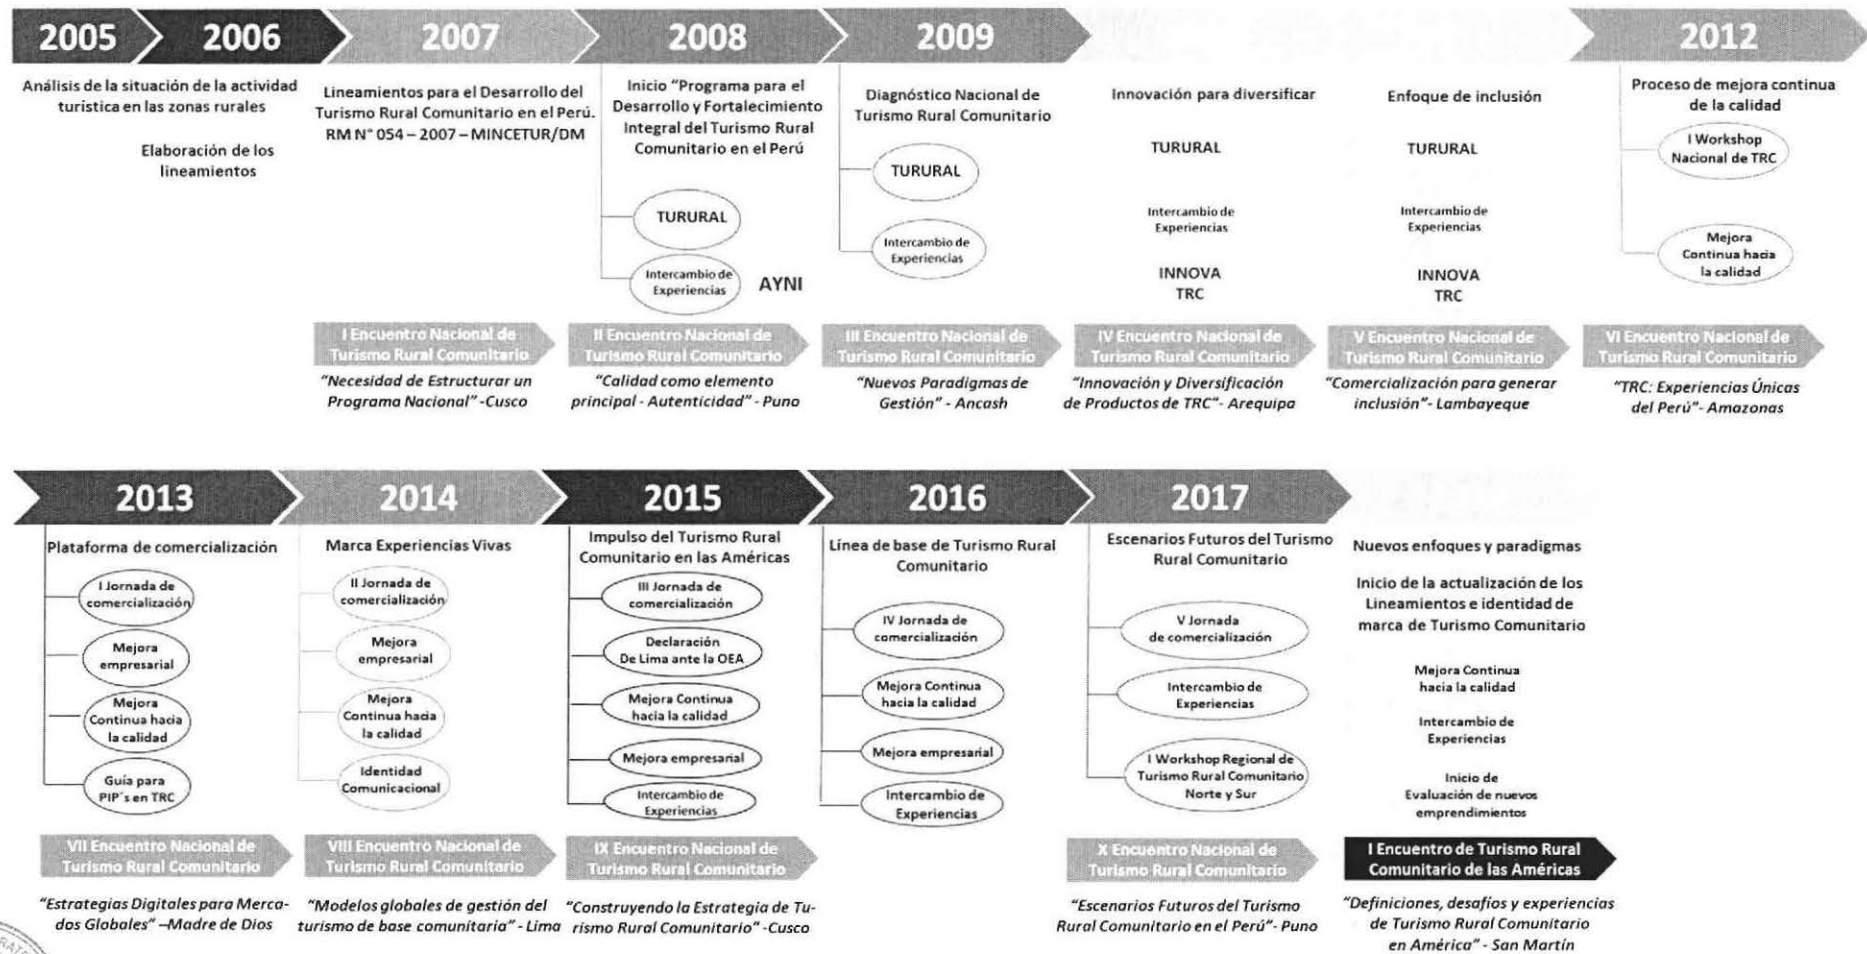 2005
2006
2007
2008
2009
2012
Análisis de la situación de la actividad
turística en las zonas rurales
Elaboración de los
lineamientos
Lineamientos para el Desarrollo del
Turismo Rural Comunitario en el Perú.
RM N° 054 – 2007 – MINCETUR/DM
Inicio “Programa para el
Desarrollo y Fortalecimiento
Integral del Turismo Rural
Comunitario en el Perú
TURURAL
Intercambio de
Experiencias
AYNI
Diagnóstico Nacional de
Turismo Rural Comunitario
TURURAL
Intercambio de
Experiencias
Innovación para diversificar
TURURAL
Intercambio de
Experiencias
INNOVA
TRC
Enfoque de inclusión
TURURAL
Intercambio de
Experiencias
INNOVA
TRC
Proceso de mejora continua
de la calidad
I Workshop
Nacional de TRC
Mejora
Continua hacia
la calidad
I Encuentro Nacional de
Turismo Rural Comunitario
II Encuentro Nacional de
Turismo Rural Comunitario
III Encuentro Nacional de
Turismo Rural Comunitario
IV Encuentro Nacional de
Turismo Rural Comunitario
V Encuentro Nacional de
Turismo Rural Comunitario
VI Encuentro Nacional de
Turismo Rural Comunitario
“Necesidad de Estructurar un
Programa Nacional” -Cusco
“Calidad como elemento
principal - Autenticidad” - Puno
“Nuevos Paradigmas de
Gestión” - Ancash
“Innovación y Diversificación
de Productos de TRC”- Arequipa
“Comercialización para generar
inclusión”- Lambayeque
“TRC: Experiencias Únicas
del Perú”- Amazonas
2013
2014
2015
2016
2017
Plataforma de comercialización
I Jornada de
comercialización
Mejora
empresarial
Mejora
Continua hacia
la calidad
Guía para
PIP´s en TRC
Marca Experiencias Vivas
II Jornada de
comercialización
Mejora
empresarial
Mejora
Continua hacia
la calidad
Identidad
Comunicacional
Impulso del Turismo Rural
Comunitario en las Américas
III Jornada de
comercialización
Declaración
De Lima ante la OEA
Mejora Continua
hacia la calidad
Mejora empresarial
Intercambio de
Experiencias
Línea de base de Turismo Rural
Comunitario
IV Jornada de
comercialización
Mejora Continua
hacia la calidad
Mejora empresarial
Intercambio de
Experiencias
Escenarios Futuros del Turismo
Rural Comunitario
V Jornada
de comercialización
Intercambio de
Experiencias
I Workshop Regional de
Turismo Rural Comunitario
Norte y Sur
Nuevos enfoques y paradigmas
Inicio de la actualización de los
Lineamientos e identidad de
marca de Turismo Comunitario
Mejora Continua
hacia la calidad
Intercambio de
Experiencias
Inicio de
Evaluación de nuevos
emprendimientos
VII Encuentro Nacional de
Turismo Rural Comunitario
VIII Encuentro Nacional de
Turismo Rural Comunitario
IX Encuentro Nacional de
Turismo Rural Comunitario
X Encuentro Nacional de
Turismo Rural Comunitario
I Encuentro de Turismo Rural
Comunitario de las Américas
“Estrategias Digitales para Merca-
dos Globales” –Madre de Dios
“Modelos globales de gestión del
turismo de base comunitaria” - Lima
“Construyendo la Estrategia de Tu-
rismo Rural Comunitario” -Cusco
“Escenarios Futuros del Turismo
Rural Comunitario en el Perú”- Puno
“Definiciones, desafíos y experiencias
de Turismo Rural Comunitario
en América” - San Martín